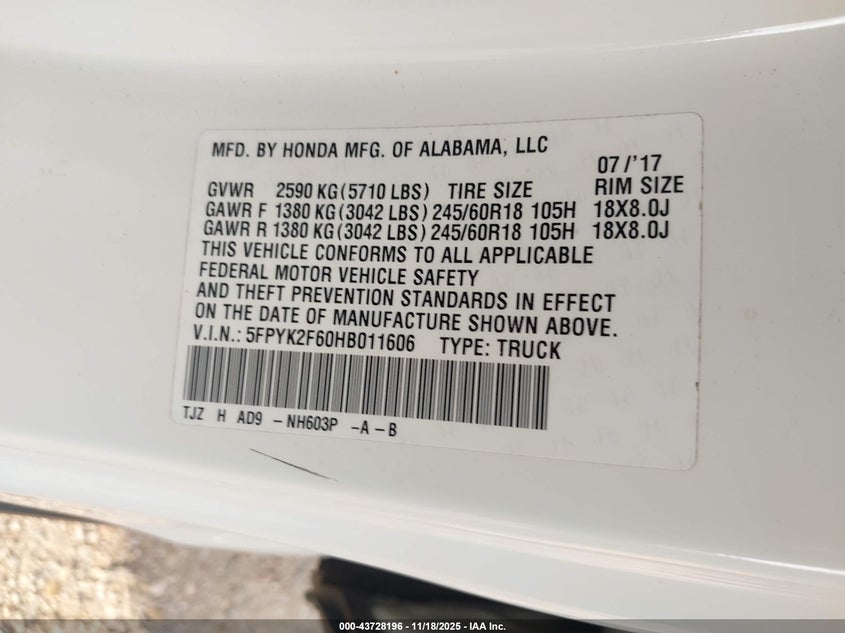 MFD. BY HONDA MFG. OF ALABAMA, LLC
07/'17
GVWR 2590 KG(5710 LBS) TIRE SIZE RIM SIZE
GAWR F 1380 KG(3042 LBS) 245/60R18 105H 18X8.0J
GAWR R 1380 KG(3042 LBS) 245/60R18 105H 18X8.0J
THIS VEHICLE CONFORMS TO ALL APPLICABLE
FEDERAL MOTOR VEHICLE SAFETY
AND THEFT PREVENTION STANDARDS IN EFFECT
ON THE DATE OF MANUFACTURE SHOWN ABOVE.
V.I.N.: 5FPYK2F60HB011606 TYPE: TRUCK
TJZ H AD9 -NH603P -A-B
000-43728196 - 11/18/2025 - IAA Inc.